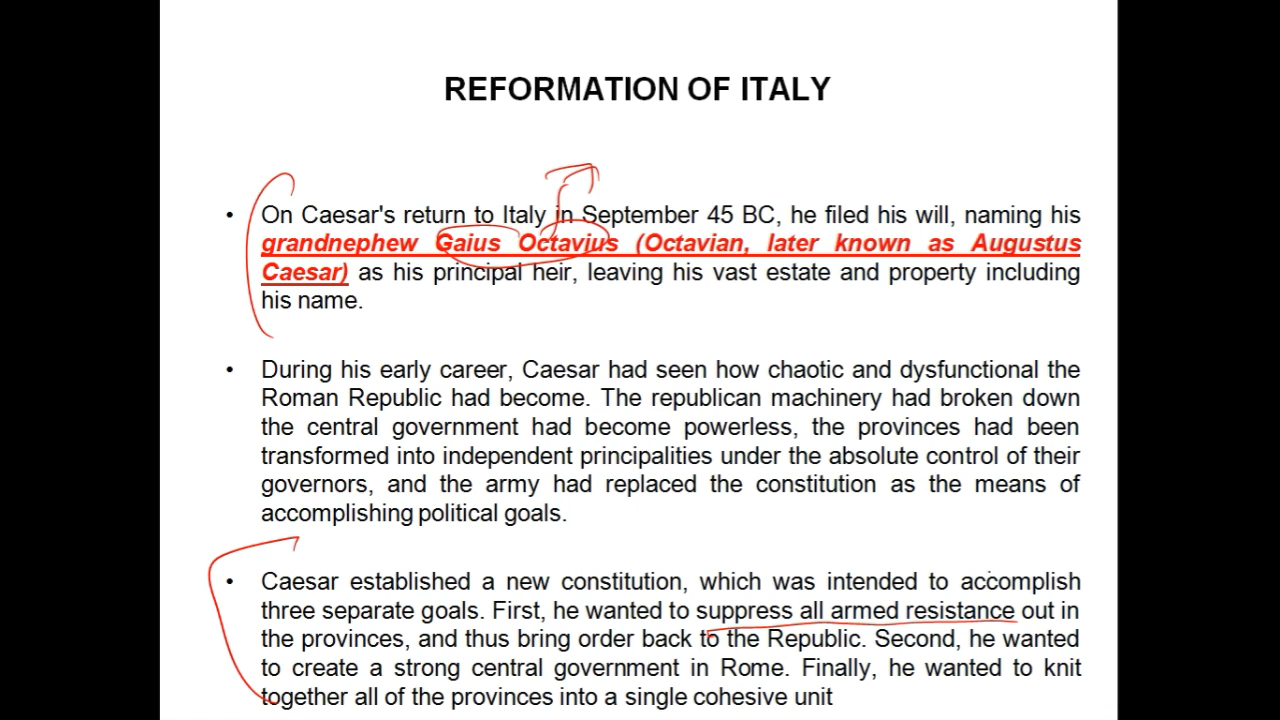 REFORMATION OF ITALY
• On Caesar's return to Italy in September 45 BC, he filed his will, naming his
grandnephew Gaius Octavius (Octavian, later known as Augustus
Caesar) as his principal heir, leaving his vast estate and property including
his name.
• During his early career, Caesar had seen how chaotic and dysfunctional the
Roman Republic had become. The republican machinery had broken down
the central government had become powerless, the provinces had been
transformed into independent principalities under the absolute control of their
governors, and the army had replaced the constitution as the means of
accomplishing political goals.
• Caesar established a new constitution, which was intended to accomplish
three separate goals. First, he wanted to suppress all armed resistance out in
the provinces, and thus bring order back to the Republic. Second, he wanted
to create a strong central government in Rome. Finally, he wanted to knit
together all of the provinces into a single cohesive unit